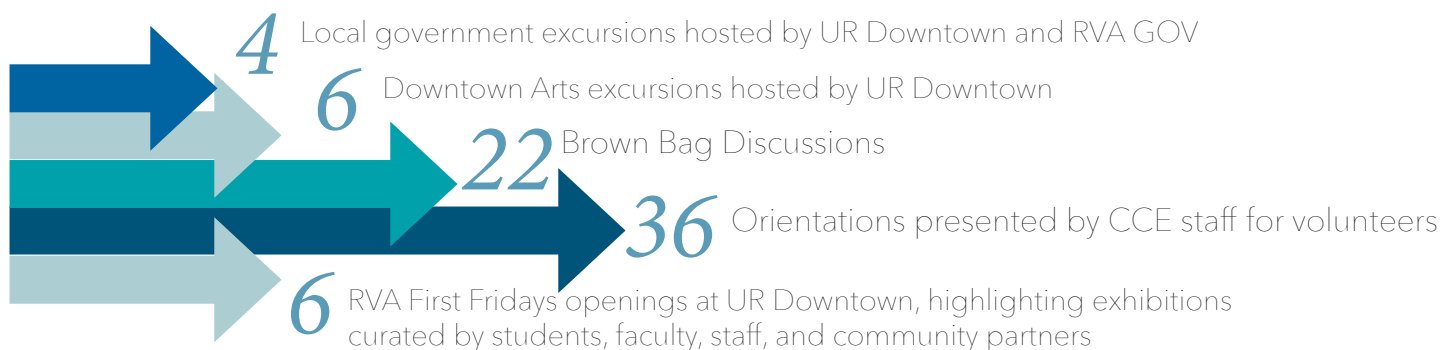 4 Local government excursions hosted by UR Downtown and RVA GOV
6 Downtown Arts excursions hosted by UR Downtown
22 Brown Bag Discussions
36 Orientations presented by CCE staff for volunteers
6 RVA First Fridays openings at UR Downtown, highlighting exhibitions
curated by students, faculty, staff, and community partners